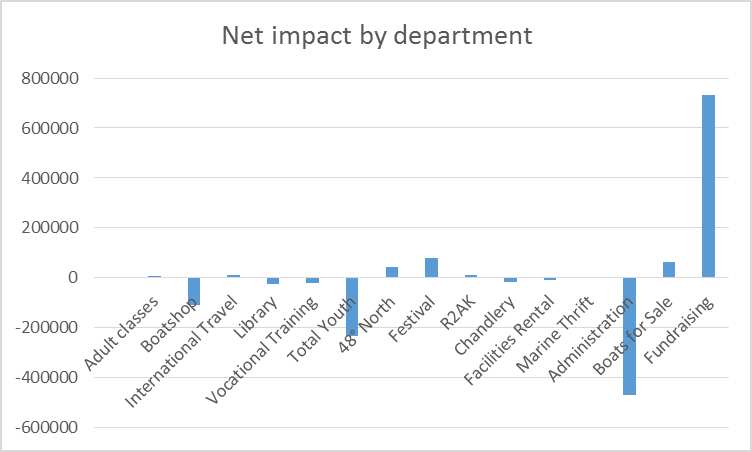 Net impact by department
800000
600000
400000
200000
0
-200000
-400000
-600000
Adult classes
Boatshop
International Travel
Library
Vocational Training
Total Youth
48° North
Festival
R2AK
Chandlery
Facilities Rental
Marine Thrift
Administration
Boats for Sale
Fundraising